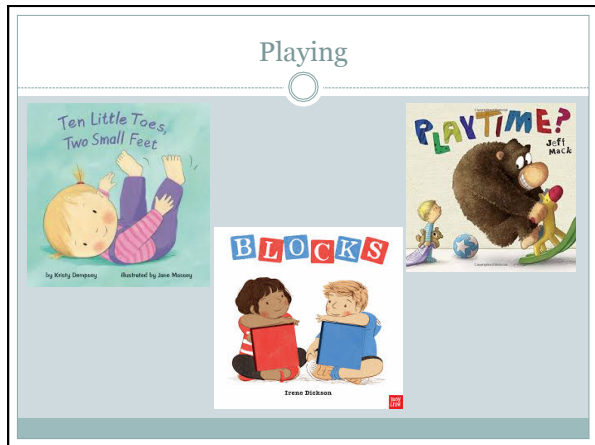 Playing
Ten Little Toes,
Two Small Feet
by Kristy Dempsey
illustrated by Jane Massey
PLAYTIME?
Jeff
Mack
BLOCKS
Irene Dickson